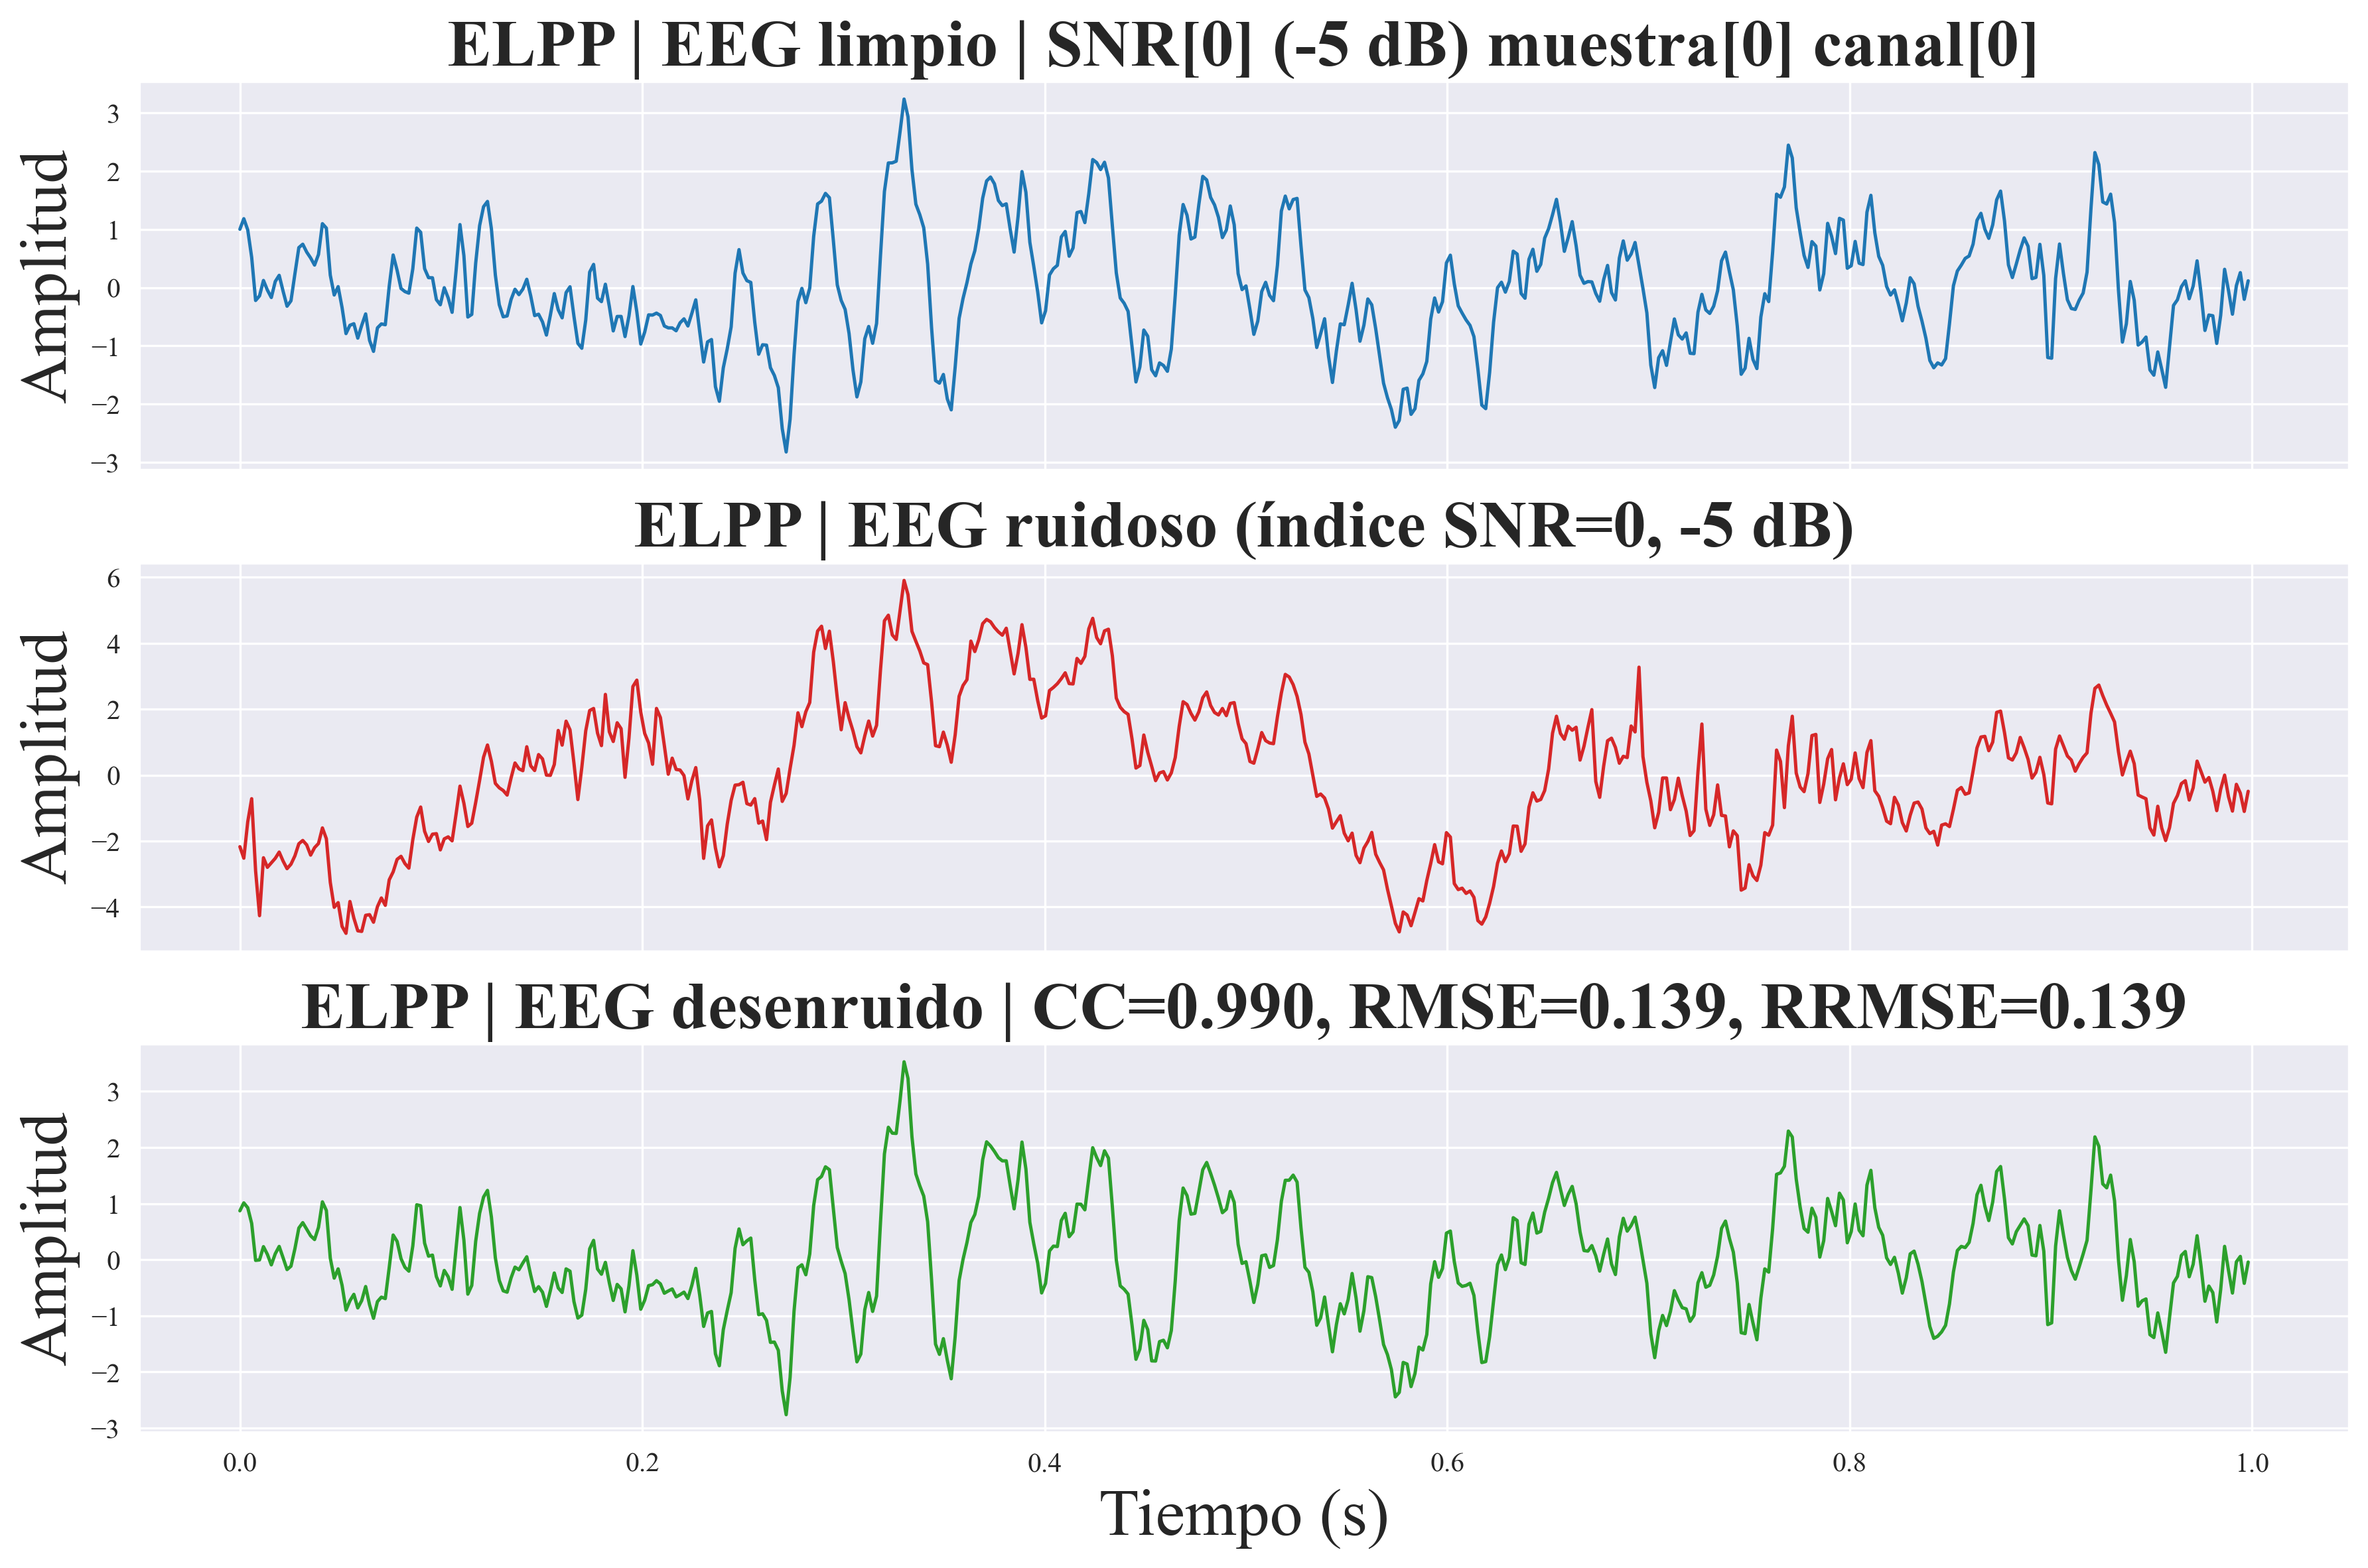 ELPP | EEG limpio | SNR[0] (-5 dB) muestra[0] canal[0]
Amplitud
3
2
1
0
−1
−2
−3
ELPP | EEG ruidoso (índice SNR=0, -5 dB)
Amplitud
6
4
2
0
−2
−4
ELPP | EEG desenruido | CC=0.990, RMSE=0.139, RRMSE=0.139
Amplitud
3
2
1
0
−1
−2
−3
0.0 0.2 0.4 0.6 0.8 1.0
Tiempo (s)